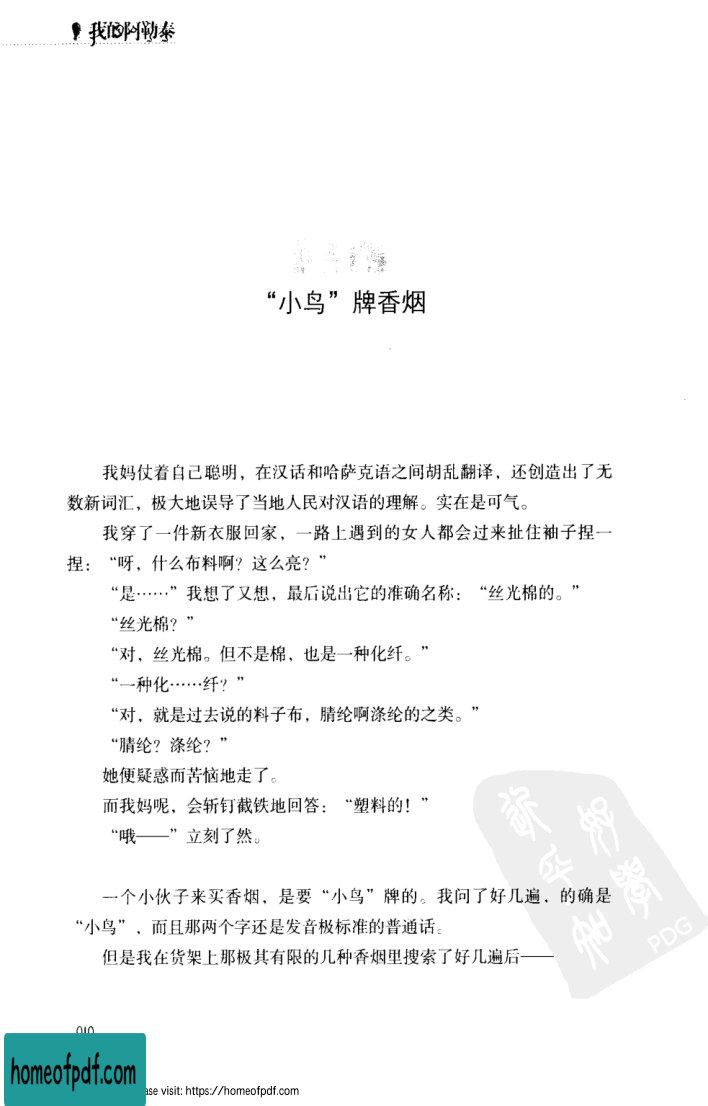 我的阿勒泰
“小鸟”牌香烟
我妈仗着自己聪明，在汉话和哈萨克语之间胡乱翻译，还创造出了无
数新词汇，极大地误导了当地人民对汉语的理解。实在是可气。
我穿了一件新衣服回家，一路上遇到的女人都会过来扯住袖子捏一
捏：“呀，什么布料啊？这么亮？”
“是……”我想了又想，最后说出它的准确名称：“丝光棉的。”
“丝光棉？”
“对，丝光棉。但不是棉，也是一种化纤。”
“一种化……纤？”
“对，就是过去说的料子布，腈纶啊涤纶的之类。”
“腈纶？涤纶？”
她便疑惑而苦恼地走了。
而我妈呢，会斩钉截铁地回答：“塑料的！”
“哦——”立刻了然。
一个小伙子来买香烟，是要“小鸟”牌的。我问了好几遍，的确是
“小鸟”，而且那两个字还是发音极标准的普通话。
但是我在货架上那极其有限的几种香烟里搜索了好几遍后——
PDG
homeofpdf.com
ase visit: https://homeofpdf.com